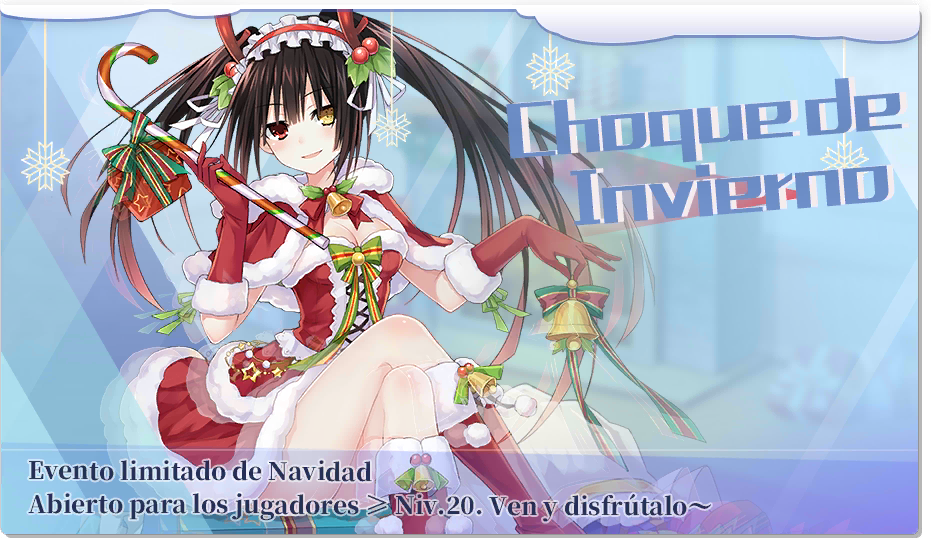 Choque de
Invierno
Evento limitado de Navidad
Abierto para los jugadores ≥ Niv.20. Ven y disfrútalo～